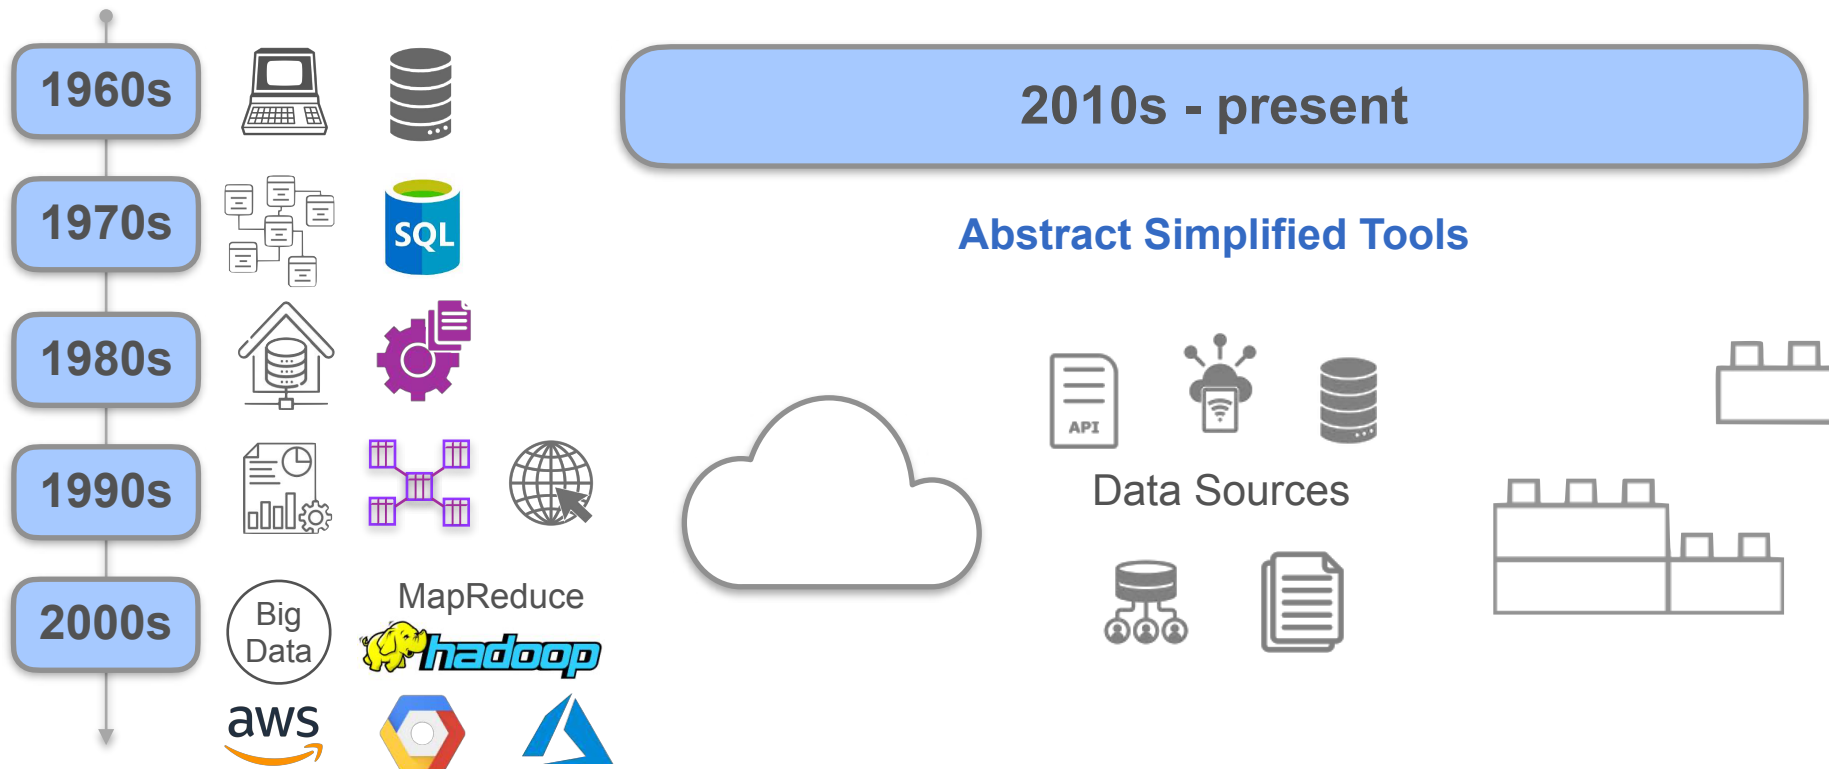 1960s
1970s
SQL
1980s
1990s
2000s
Big
Data
MapReduce
hadoop
aws
2010s - present
Abstract Simplified Tools
API
Data Sources